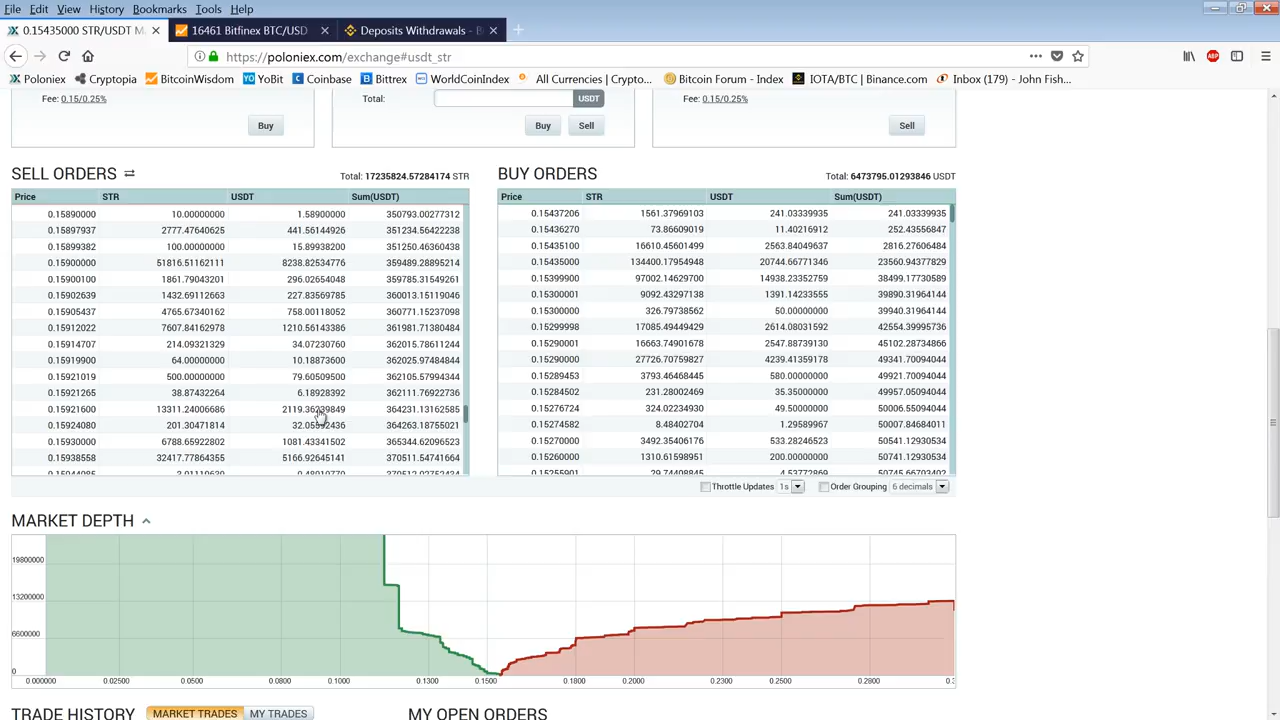 File Edit View History Bookmarks Tools Help
0.15435000 STR/USDT M
16461 Bitfinex BTC/USD
Deposits Withdrawals - B
https://poloniex.com/exchange#usdt_str
Poloniex Cryptopia BitcoinWisdom YoBit Coinbase Bittrex WorldCoinIndex All Currencies | Crypto... Bitcoin Forum - Index IOTA/BTC | Binance.com Inbox (179) - John Fish...
Fee: 0.15/0.25% Total: USDT Fee: 0.15/0.25%
Buy Buy Sell Sell
SELL ORDERS Total: 17235824.57284174 STR
Price STR USDT Sum(USDT)
0.15890000 10.00000000 1.58900000 350793.00277312
0.15897937 2777.47640625 441.56144926 351234.56422238
0.15899382 100.00000000 15.89938200 351250.46360438
0.15900000 51816.51162111 8238.82534776 359489.28895214
0.15900100 1861.79043201 296.02654048 359785.31549261
0.15902639 1432.69112663 227.83569785 360013.15119046
0.15905437 4765.67340162 758.00118052 360771.15237098
0.15912022 7607.84162978 1210.56143386 361981.71380484
0.15914707 214.09321329 34.07230760 362015.78611244
0.15919900 64.00000000 10.18873600 362025.97484844
0.15921019 500.00000000 79.60509500 362105.57994344
0.15921265 38.87432264 6.18928392 362111.76922736
0.15921600 13311.24006686 2119.36239849 364231.13162585
0.15924080 201.30471814 364263.18755021
0.15930000 6788.65922802 1081.43341502 365344.62096523
0.15938558 32417.77864355 5166.92645141 370511.54741664
BUY ORDERS Total: 6473795.01293846 USDT
Price STR USDT Sum(USDT)
0.15437206 1561.37969103 241.03339935 241.03339935
0.15436270 73.86609019 11.40216912 252.43556847
0.15435100 16610.45601499 2563.84049637 2816.27606484
0.15435000 134400.17954948 20744.66771346 23560.94377829
0.15399900 97002.14629700 14938.23352759 38499.17730589
0.15300001 9092.43297138 1391.14233555 39890.31964144
0.15300000 326.79738562 50.00000000 39940.31964144
0.15299998 17085.49449429 2614.08031592 42554.39995736
0.15290001 16663.74901678 2547.88739130 45102.28734866
0.15290000 27726.70759827 4239.41359178 49341.70094044
0.15289453 3793.46468445 580.00000000 49921.70094044
0.15284502 231.28002469 35.35000000 49957.05094044
0.15276724 324.02234930 49.50000000 50006.55094044
0.15274582 8.48402704 1.29589967 50007.84684011
0.15270000 3492.35406176 533.28246523 50541.12930534
0.15260000 1310.61598951 200.00000000 50741.12930534
0.15255901 29.74408845 4.53772869 50745.66703402
Throttle Updates 1s Order Grouping 6 decimals
MARKET DEPTH
19800000
13200000
6600000
0
0.000000 0.02500 0.0500 0.0800 0.1000 0.1300 0.1500 0.1800 0.2000 0.2300 0.2500 0.2800
TRADE HISTORY MARKET TRADES MY TRADES MY OPEN ORDERS